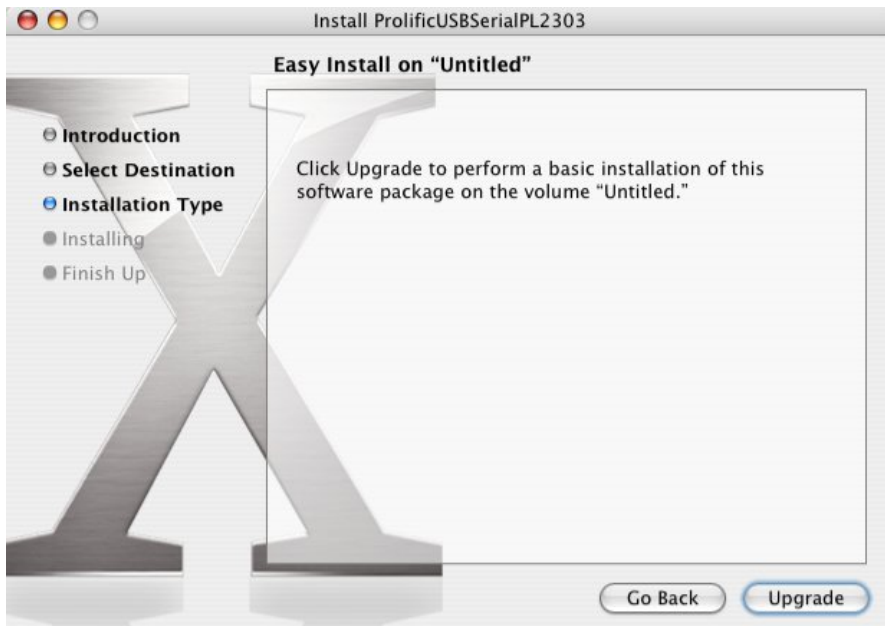 Install ProlificUSBSerialPL2303
Easy Install on “Untitled”
Introduction
Select Destination
Installation Type
Installing
Finish Up
Click Upgrade to perform a basic installation of this
software package on the volume “Untitled.”
Go Back
Upgrade